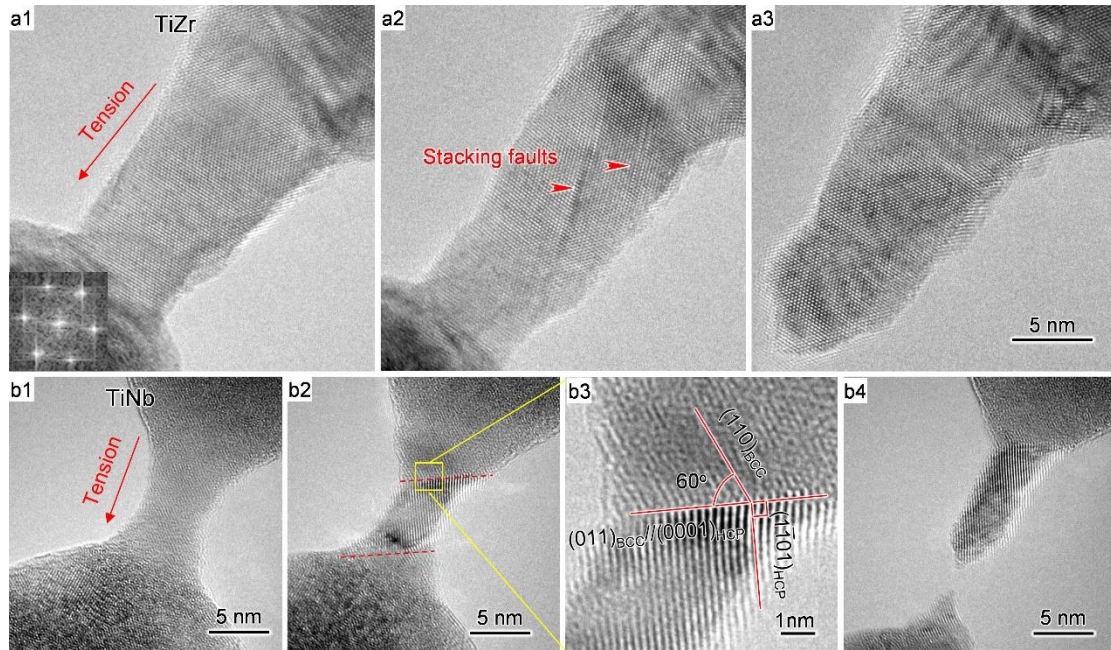 a1
TiZr
Tension
a2
Stacking faults
a3
5 nm
b1
TiNb
Tension
5 nm
b2
5 nm
b3
(110)BCC
60º
(011)BCC//(0001)HCP
(1̄101)HCP
1nm
b4
5 nm